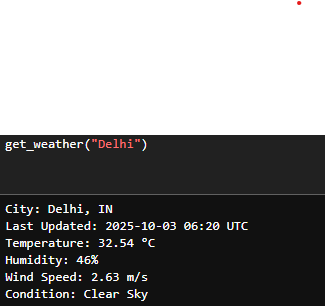 get_weather("Delhi")
City: Delhi, IN
Last Updated: 2025-10-03 06:20 UTC
Temperature: 32.54 °C
Humidity: 46%
Wind Speed: 2.63 m/s
Condition: Clear Sky